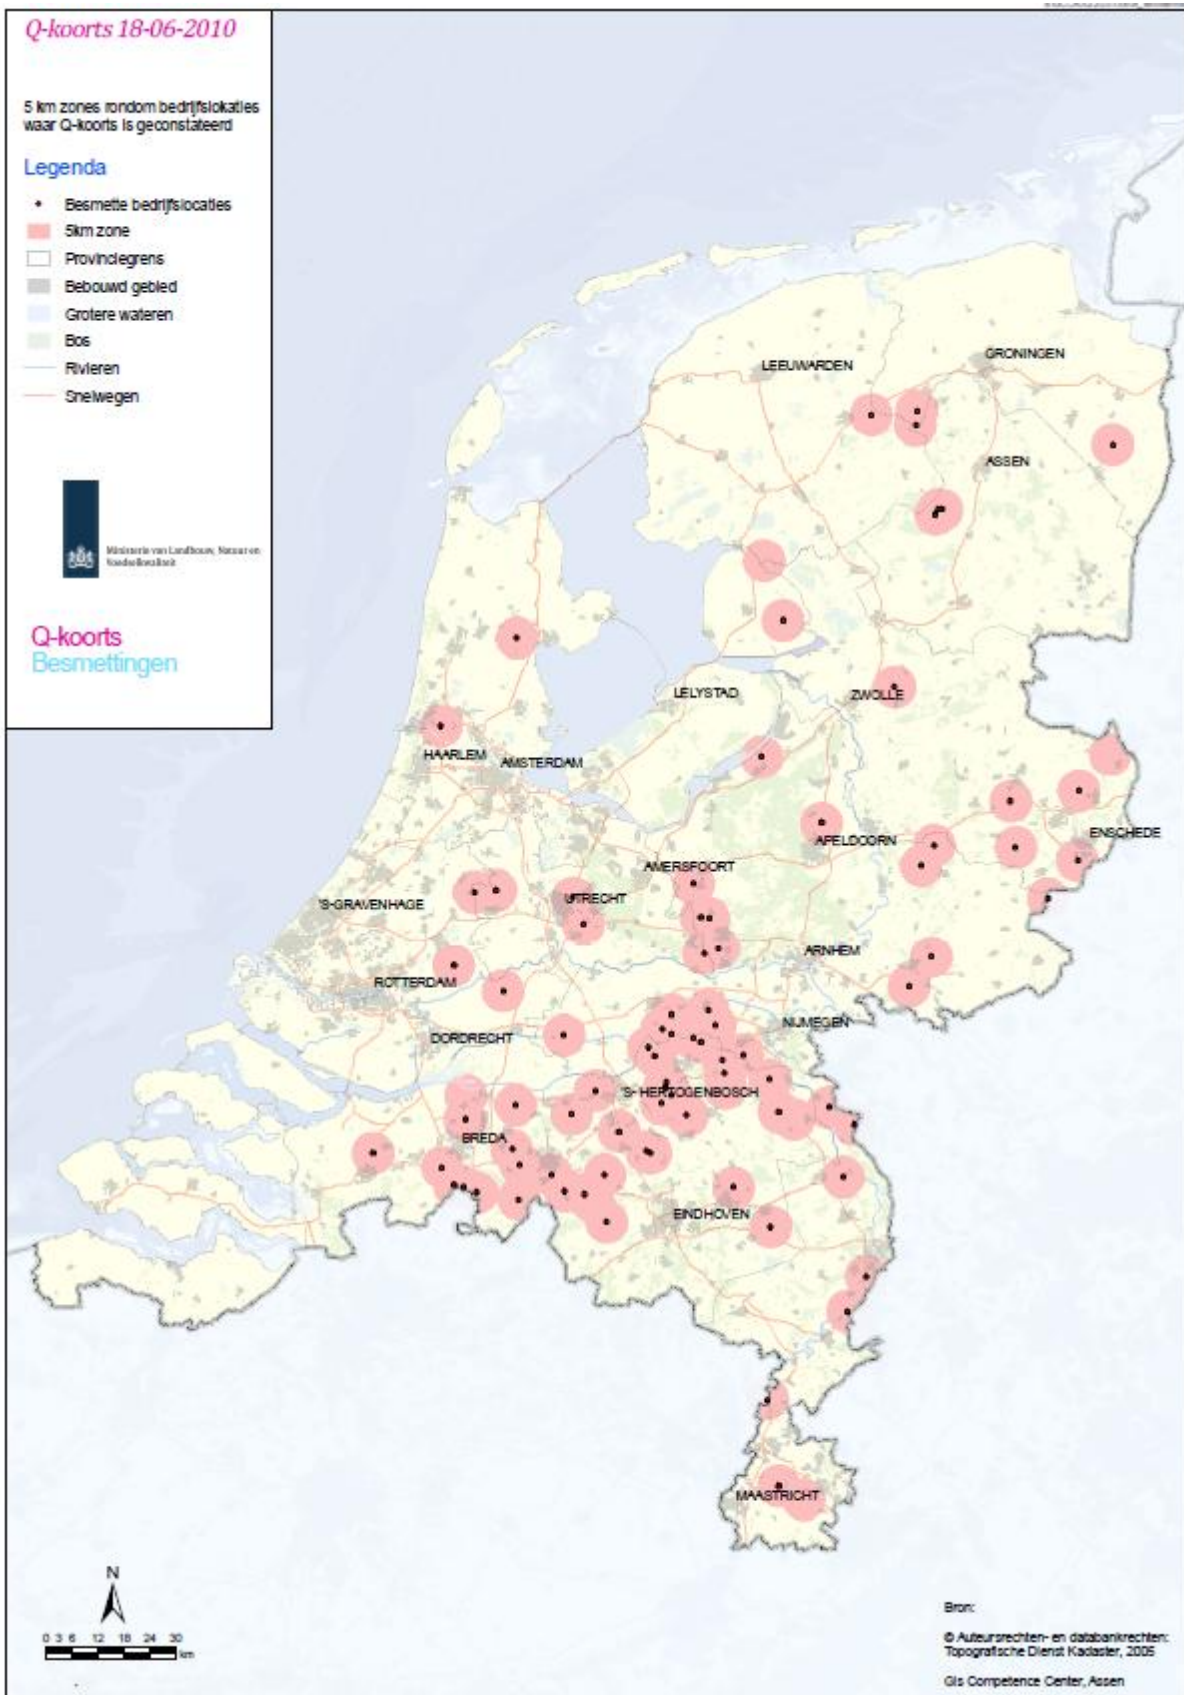 Q-koorts 18-06-2010
5 km zones rondom bedrijfslokaties
waar Q-koorts is geconstateerd
Legenda
Besmette bedrijfslocaties
5km zone
Provinciegrens
Bebouwd gebied
Grotere wateren
Bos
Rivieren
Snelwegen
Ministerie van Landbouw, Natuur en
Voedselkwaliteit
Q-koorts
Besmettingen
GRONINGEN
LEEUWARDEN
ASSEN
LELYSTAD
ZWOLLE
HAARLEM
AMSTERDAM
ENSCHEDE
APELDOORN
AMERSFOORT
UTRECHT
'S-GRAVENHAGE
ARNHEM
ROTTERDAM
NIJMEGEN
DORDRECHT
'S- HERTOGENBOSCH
BREDA
EINDHOVEN
MAASTRICHT
N
0 3 6 12 18 24 30
km
Bron:
© Auteursrechten- en databankrechten:
Topografische Dienst Kadaster, 2005
Gis Competence Center, Assen